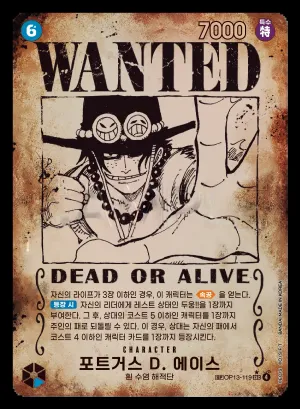 6
7000
특수
特
WANTED
DEAD OR ALIVE
자신의 라이프가 3장 이하인 경우, 이 캐릭터는 속공 을 얻는다.
등장 시 자신의 리더에게 레스트 상태인 두웅!!을 1장까지
부여한다. 그 후, 상대의 코스트 5 이하인 캐릭터를 1장까지
주인의 패로 되돌릴 수 있다. 이 경우, 상대는 자신의 패에서
코스트 4 이하인 캐릭터 카드를 1장까지 등장시킨다.
CHARACTER
포트거스 D. 에이스
흰 수염 해적단
OP13-119